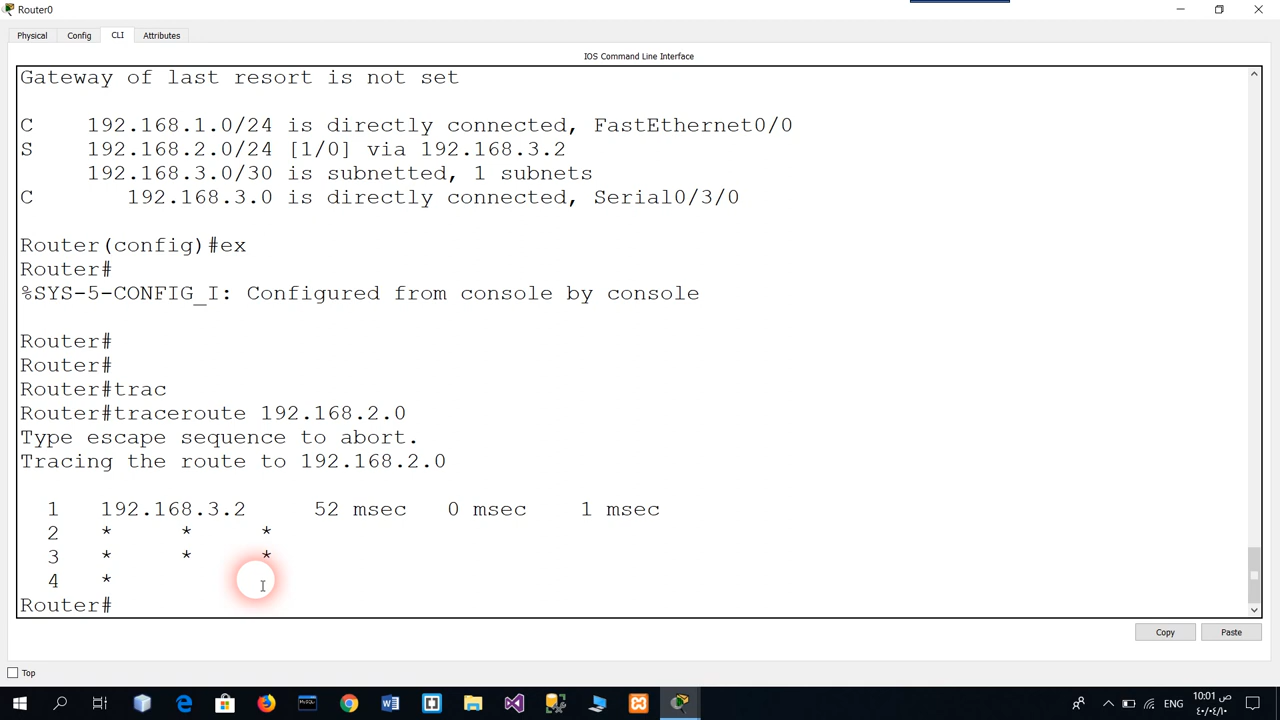 Router0
Physical Config CLI Attributes
IOS Command Line Interface
Gateway of last resort is not set
C 192.168.1.0/24 is directly connected, FastEthernet0/0
S 192.168.2.0/24 [1/0] via 192.168.3.2
192.168.3.0/30 is subnetted, 1 subnets
C 192.168.3.0 is directly connected, Serial0/3/0
Router(config)#ex
Router#
%SYS-5-CONFIG_I: Configured from console by console
Router#
Router#
Router#trac
Router#traceroute 192.168.2.0
Type escape sequence to abort.
Tracing the route to 192.168.2.0
1 192.168.3.2 52 msec 0 msec 1 msec
2 * * *
3 * * *
4 *
Router#
Copy Paste
Top
ENG
10:01 ص